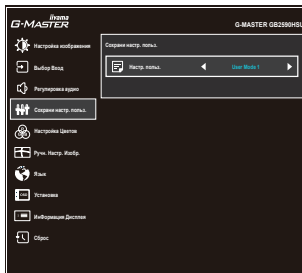 iiyama
G-MASTER
G-MASTER GB2590HSU
Настройка изображения
Сохрани настр. польз.
Настр. польз.
User Mode 1
Выбор Вход
Регулировка аудио
Сохрани настр. польз.
Настройка Цветов
Ручн. Настр. Изобр.
Язык
OSD
Установка
Информация Дисплея
Сброс